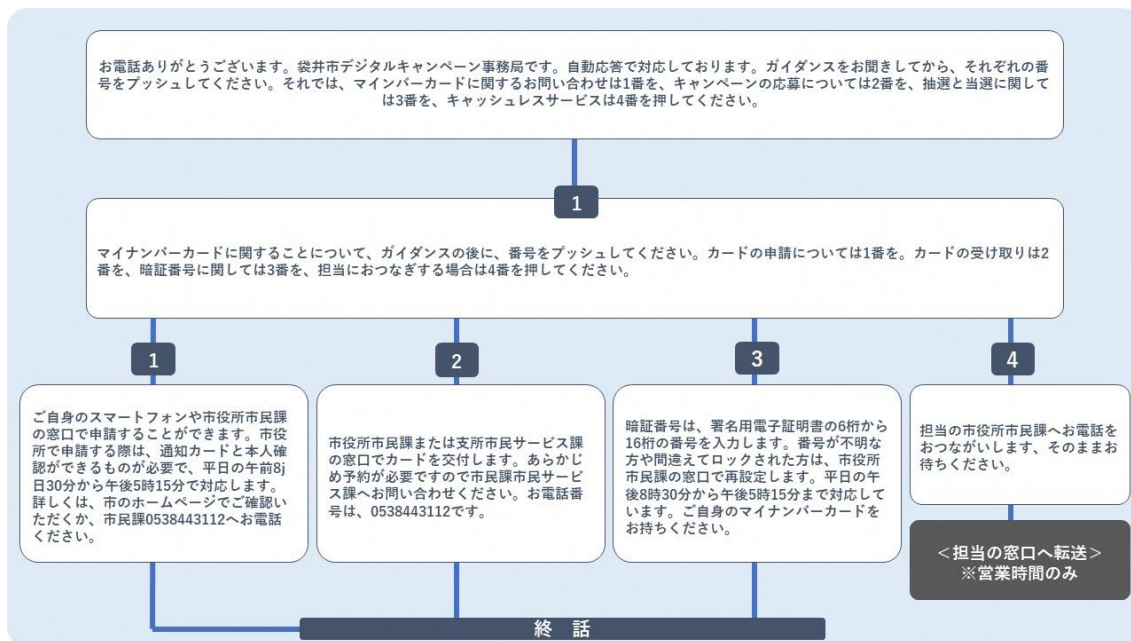 お電話ありがとうございます。袋井市デジタルキャンペーン事務局です。自動応答で対応しております。ガイダンスをお聞きしてから、それぞれの番
号をプッシュしてください。それでは、マインバーカードに関するお問い合わせは1番を、キャンペーンの応募については2番を、抽選と当選に関して
は3番を、キャッシュレスサービスは4番を押してください。
1
マイナンバーカードに関することについて、ガイダンスの後に、番号をプッシュしてください。カードの申請については1番を。カードの受け取りは2
番を、暗証番号に関しては3番を、担当におつなぎする場合は4番を押してください。
1
ご自身のスマートフォンや市役所市民課
の窓口で申請することができます。市役
所で申請する際は、通知カードと本人確
認ができるものが必要で、平日の午前8j
日30分から午後5時15分で対応します。
詳しくは、市のホームページでご確認い
ただくか、市民課0538443112へお電話
ください。
2
市役所市民課または支所市民サービス課
の窓口でカードを交付します。あらかじ
め予約が必要ですので市民課市民サービ
ス課へお問い合わせください。お電話番
号は、0538443112です。
3
暗証番号は、署名用電子証明書の6桁から
16桁の番号を入力します。番号が不明な
方や間違えてロックされた方は、市役所
市民課の窓口で再設定します。平日の午
後8時30分から午後5時15分まで対応して
います。ご自身のマイナンバーカードを
お持ちください。
4
担当の市役所市民課へお電話を
おつながいします、そのままお
待ちください。
＜担当の窓口へ転送＞
※営業時間のみ
終 話